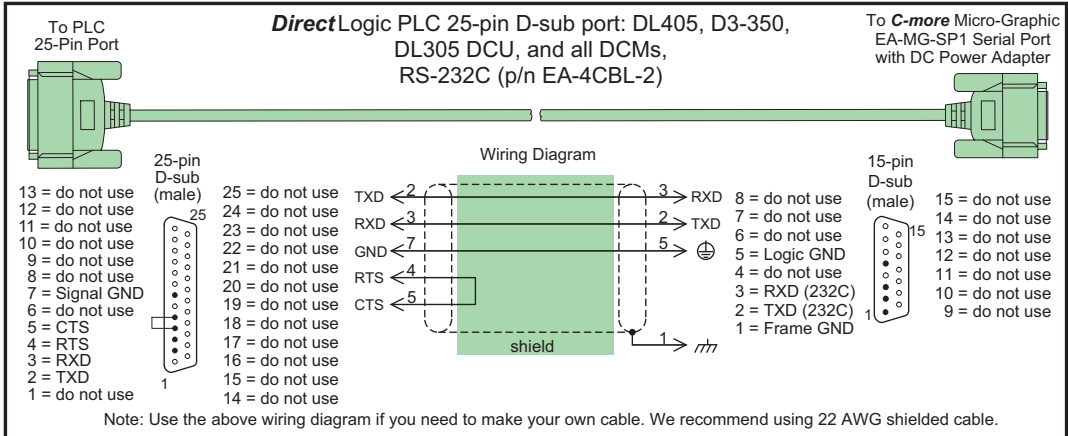 To PLC
25-Pin Port
DirectLogic PLC 25-pin D-sub port: DL405, D3-350,
DL305 DCU, and all DCMs,
RS-232C (p/n EA-4CBL-2)
To C-more Micro-Graphic
EA-MG-SP1 Serial Port
with DC Power Adapter
25-pin
D-sub
(male)
25
1
13 = do not use
12 = do not use
11 = do not use
10 = do not use
9 = do not use
8 = do not use
7 = Signal GND
6 = do not use
5 = CTS
4 = RTS
3 = RXD
2 = TXD
1 = do not use
25 = do not use
24 = do not use
23 = do not use
22 = do not use
21 = do not use
20 = do not use
19 = do not use
18 = do not use
17 = do not use
16 = do not use
15 = do not use
14 = do not use
Wiring Diagram
TXD 2 3 RXD
RXD 3 2 TXD
GND 7 5
RTS 4
CTS 5
shield
1
8 = do not use
7 = do not use
6 = do not use
5 = Logic GND
4 = do not use
3 = RXD (232C)
2 = TXD (232C)
1 = Frame GND
15-pin
D-sub
(male)
15
1
15 = do not use
14 = do not use
13 = do not use
12 = do not use
11 = do not use
10 = do not use
9 = do not use
Note: Use the above wiring diagram if you need to make your own cable. We recommend using 22 AWG shielded cable.